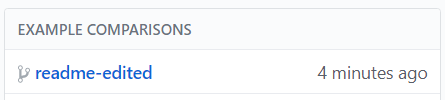 EXAMPLE COMPARISONS
readme-edited 4 minutes ago